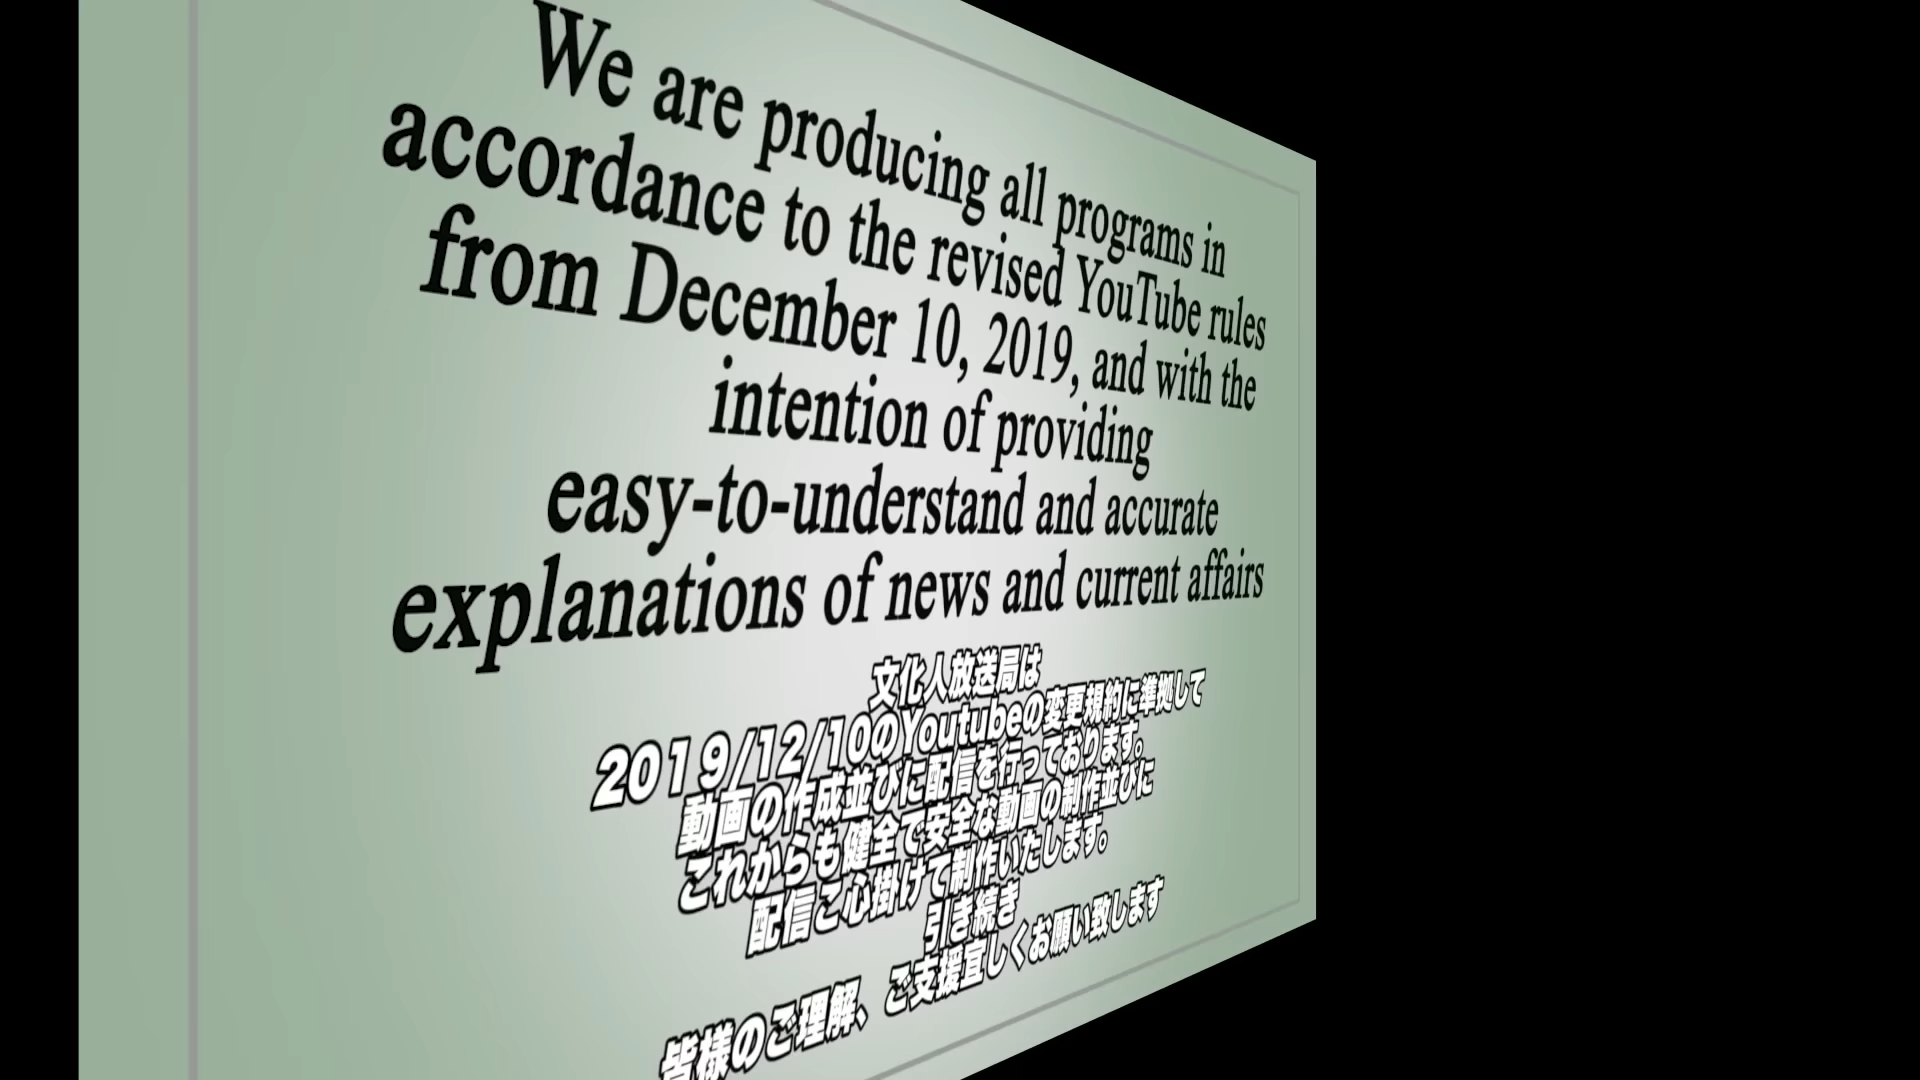 We are producing all programs in
accordance to the revised YouTube rules
from December 10, 2019, and with the
intention of providing
easy-to-understand and accurate
explanations of news and current affairs
文化人放送局は
2019/12/10のYoutubeの変更規約に準拠して
動画の作成並びに配信を行っております。
これからも健全で安全な動画の制作並びに
配信ご心掛けて制作いたします。
引き続き
皆様のご理解、ご支援宜しくお願い致します